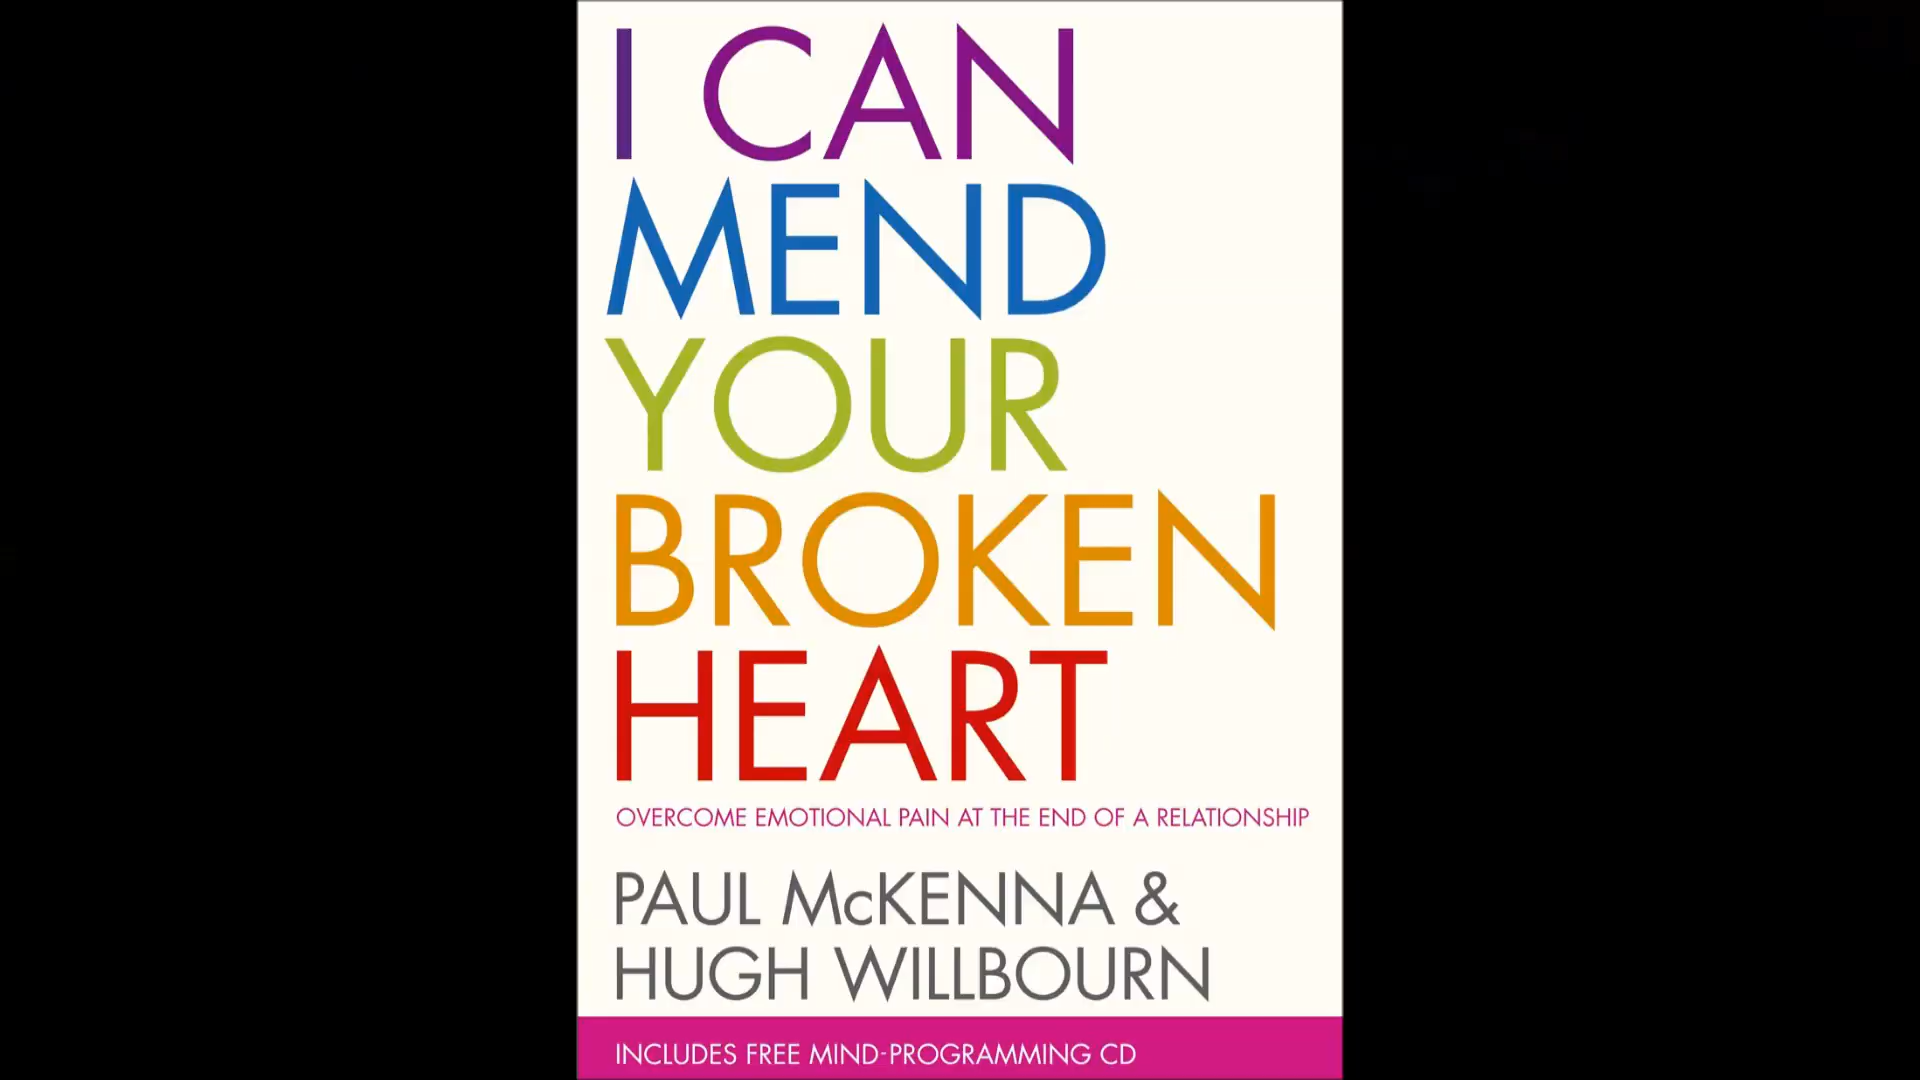 I CAN
MEND
YOUR
BROKEN
HEART
OVERCOME EMOTIONAL PAIN AT THE END OF A RELATIONSHIP
PAUL McKENNA &
HUGH WILLBOURN
INCLUDES FREE MIND-PROGRAMMING CD